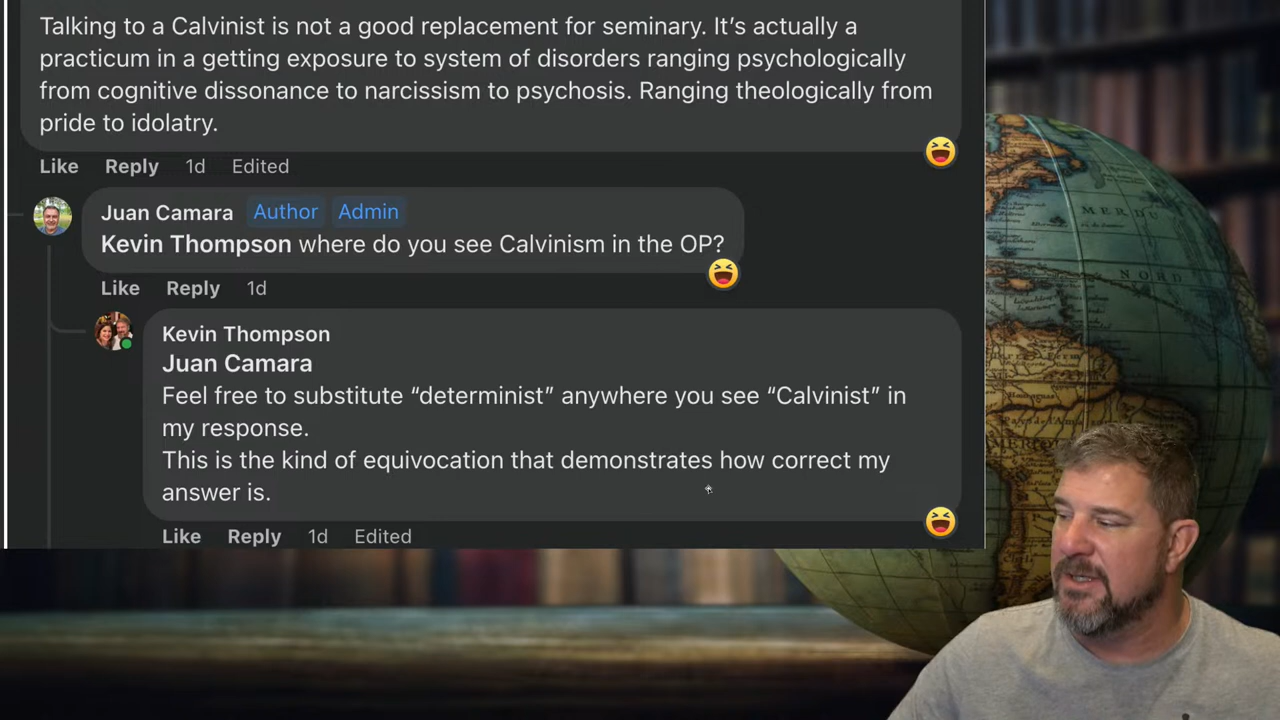 Talking to a Calvinist is not a good replacement for seminary. It's actually a
practicum in a getting exposure to system of disorders ranging psychologically
from cognitive dissonance to narcissism to psychosis. Ranging theologically from
pride to idolatry.
Like Reply 1d Edited
Juan Camara Author Admin
Kevin Thompson where do you see Calvinism in the OP?
Like Reply 1d
Kevin Thompson
Juan Camara
Feel free to substitute “determinist” anywhere you see “Calvinist” in
my response.
This is the kind of equivocation that demonstrates how correct my
answer is.
Like Reply 1d Edited
MERDU
NORD